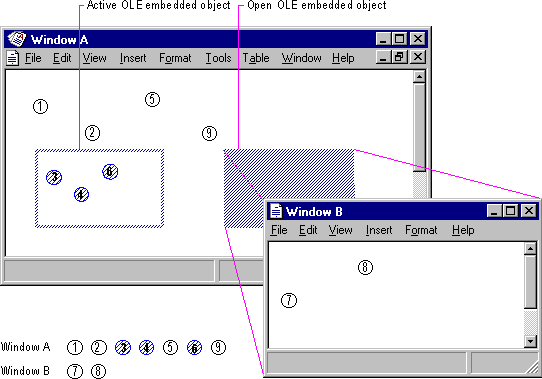 Active OLE embedded object
Open OLE embedded object
Window A
File Edit View Insert Format Tools Table Window Help
1
5
2
9
3
6
4
Window B
File Edit View Insert Format Help
8
7
Window A 1 2 3 4 5 6 9
Window B 7 8